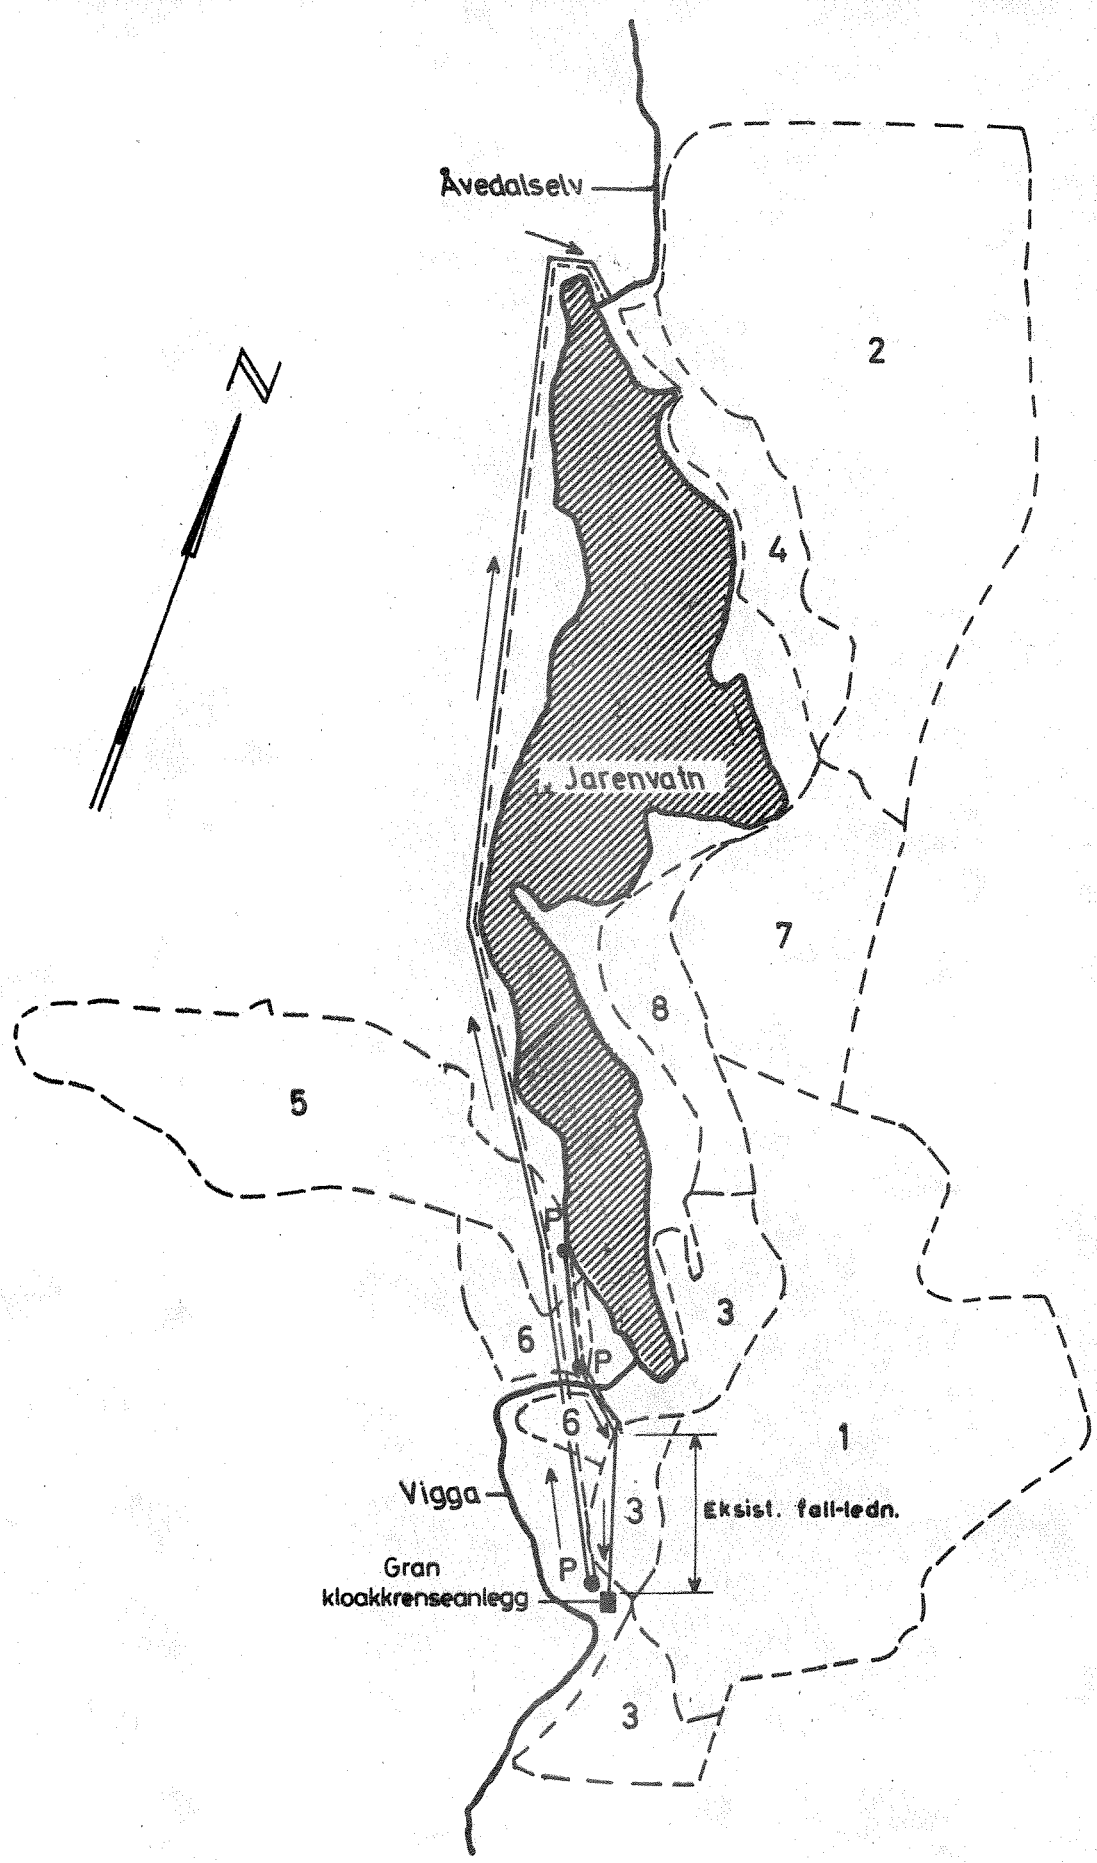 Åvedalselv
N
2
4
Jarenvatn
7
8
5
P
3
6
P
6
1
Vigga
3
Eksist. fall-ledn.
P
Gran
kloakkrenseanlegg
3